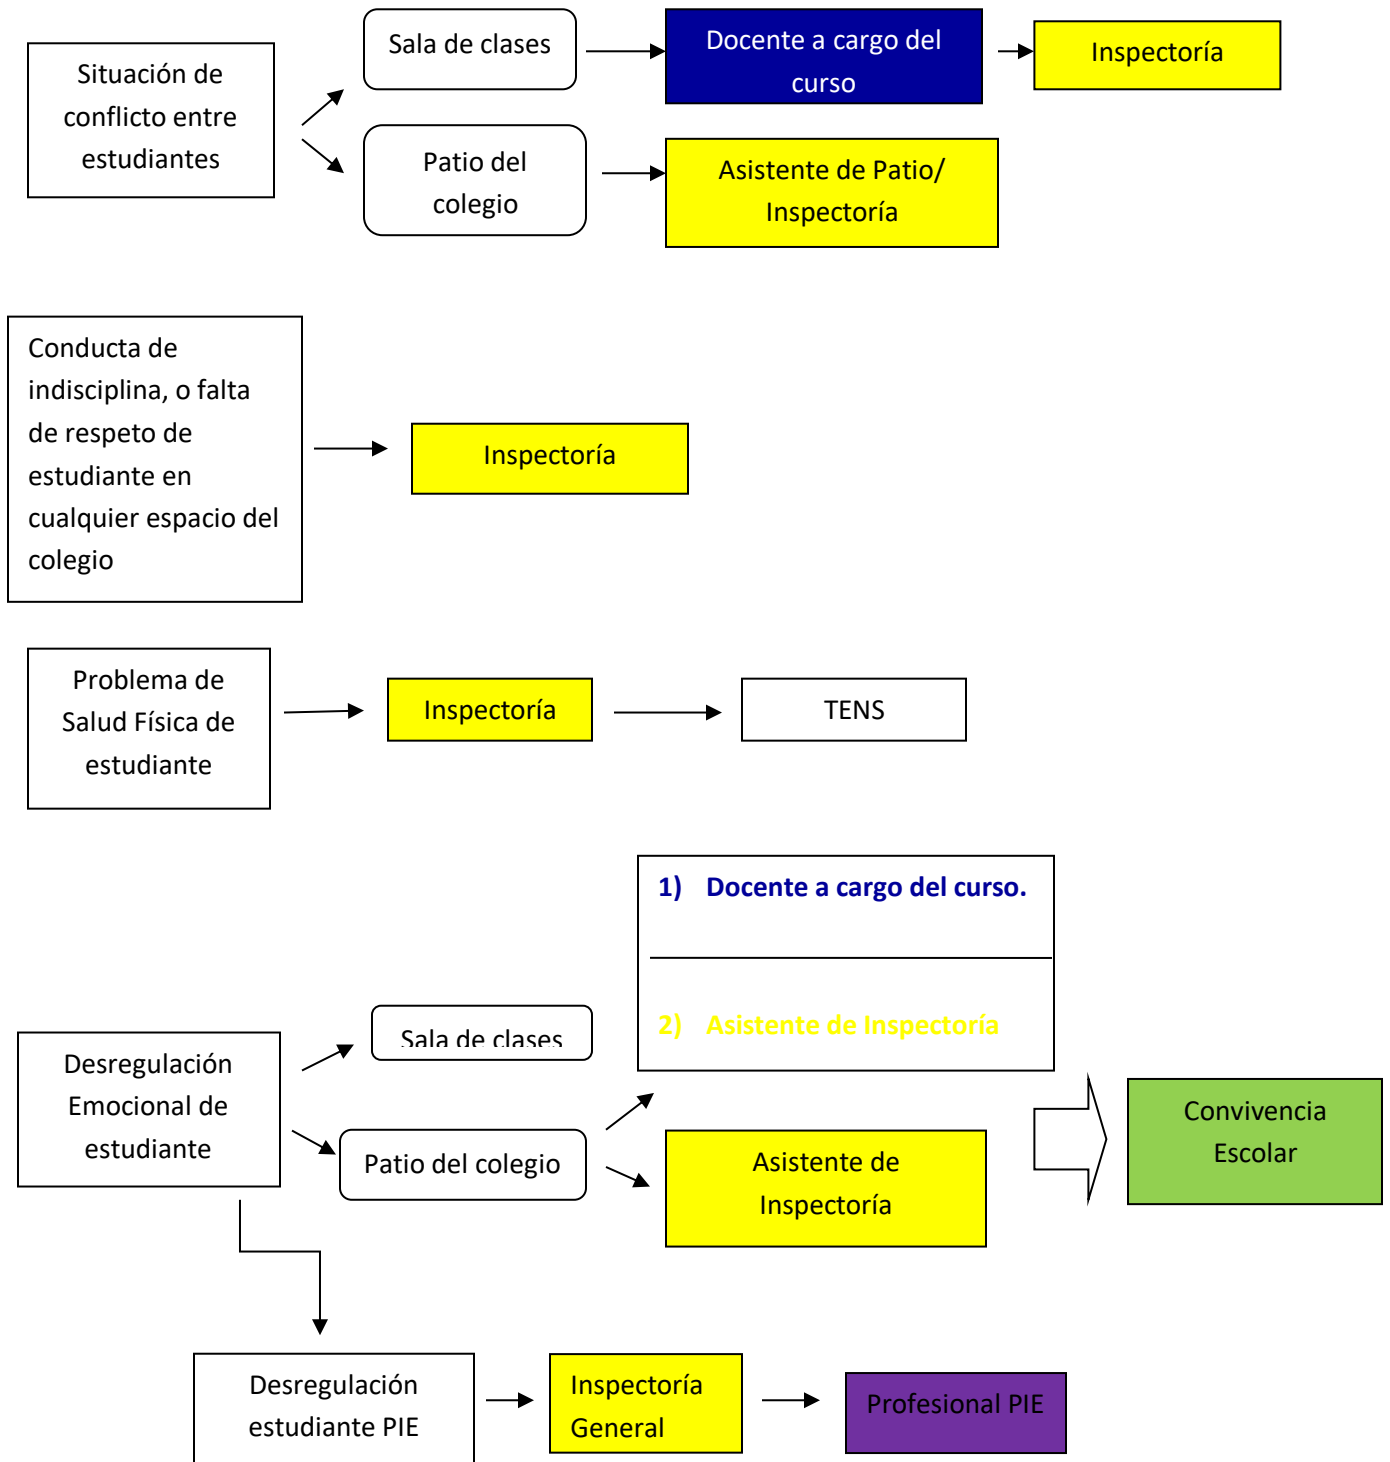 Sala de clases
Docente a cargo del
curso
Inspectoría
Situación de
conflicto entre
estudiantes
Patio del
colegio
Asistente de Patio/
Inspectoría
Conducta de
indisciplina, o falta
de respeto de
estudiante en
cualquier espacio del
colegio
Inspectoría
Problema de
Salud Física de
estudiante
Inspectoría
TENS
1) Docente a cargo del curso.
2) Asistente de Inspectoría
Sala de clases
Desregulación
Emocional de
estudiante
Patio del colegio
Asistente de
Inspectoría
Convivencia
Escolar
Desregulación
estudiante PIE
Inspectoría
General
Profesional PIE